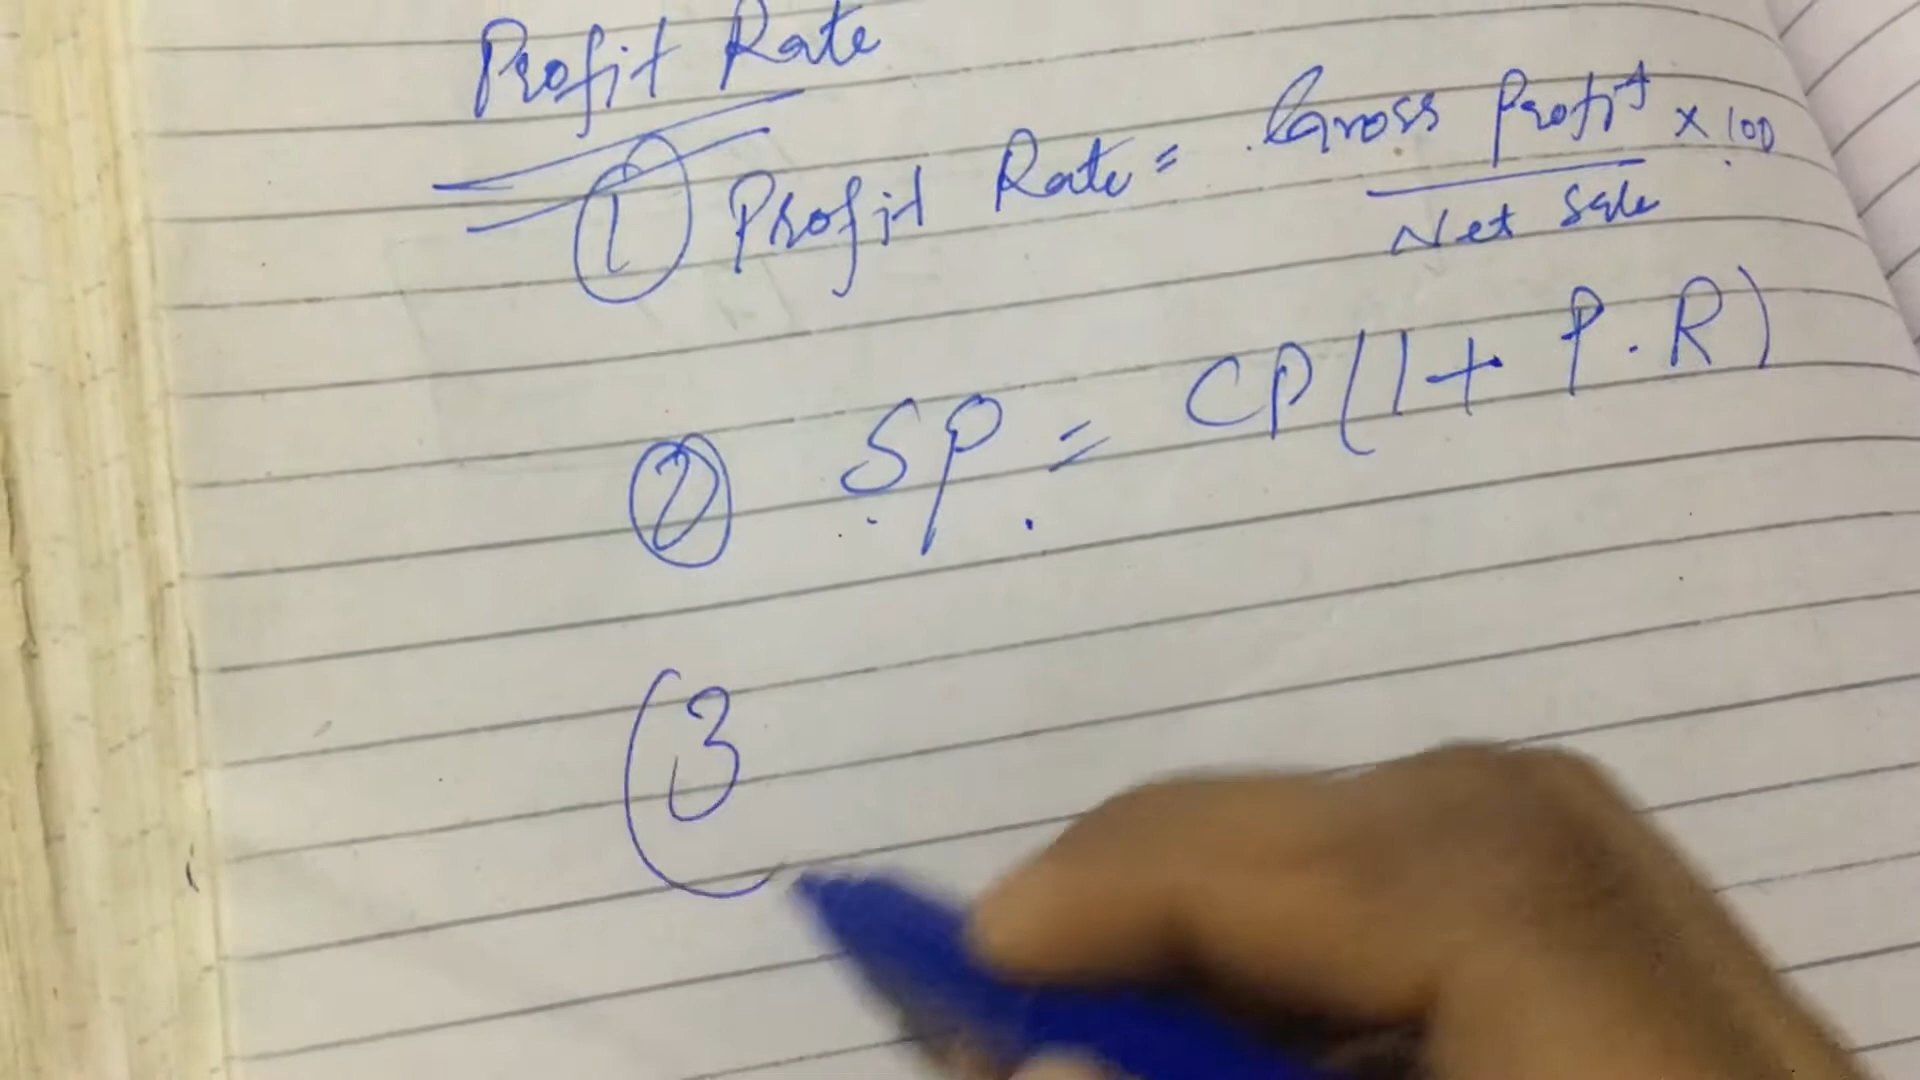 Profit Rate
① Profit Rate = Gross Profit / Net Sale × 100
② SP = CP(1 + P.R)
(3